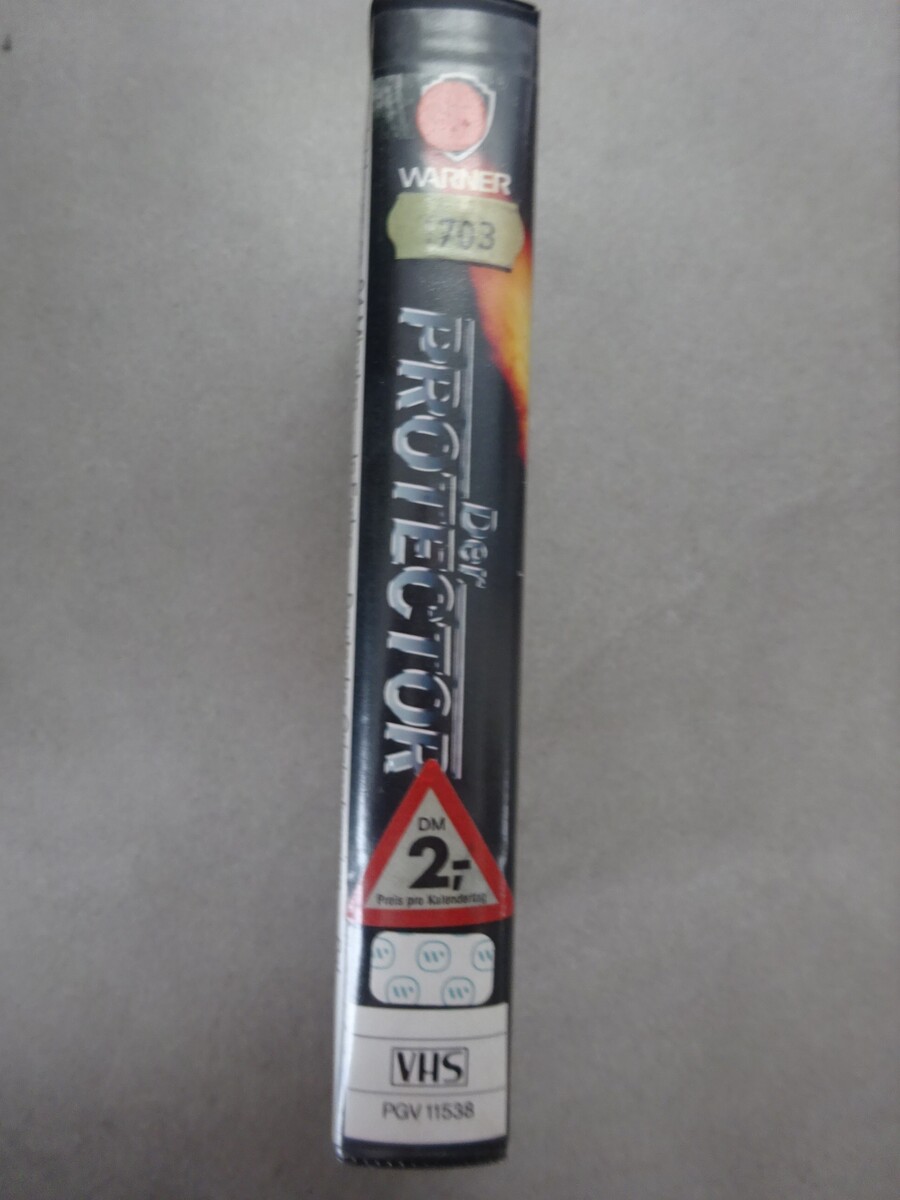 WARNER
703
Der
PROTECTOR
DM
2,-
Preis pro Kalendertag
VHS
PGV 11538